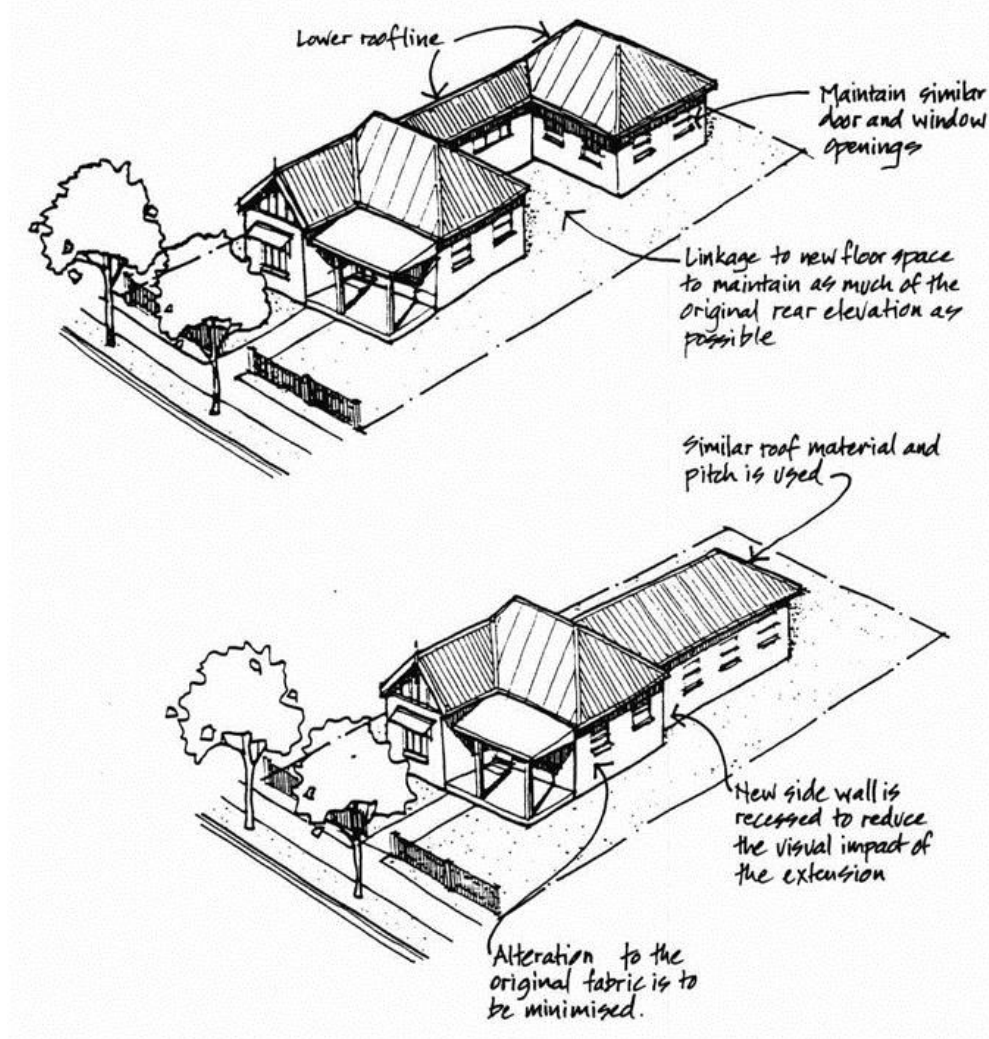 Lower roofline
Maintain similar
door and window
openings
Linkage to new floor space
to maintain as much of the
original rear elevation as
possible
Similar roof material and
pitch is used
New side wall is
recessed to reduce
the visual impact of
the extension
Alteration to the
original fabric is to
be minimised.